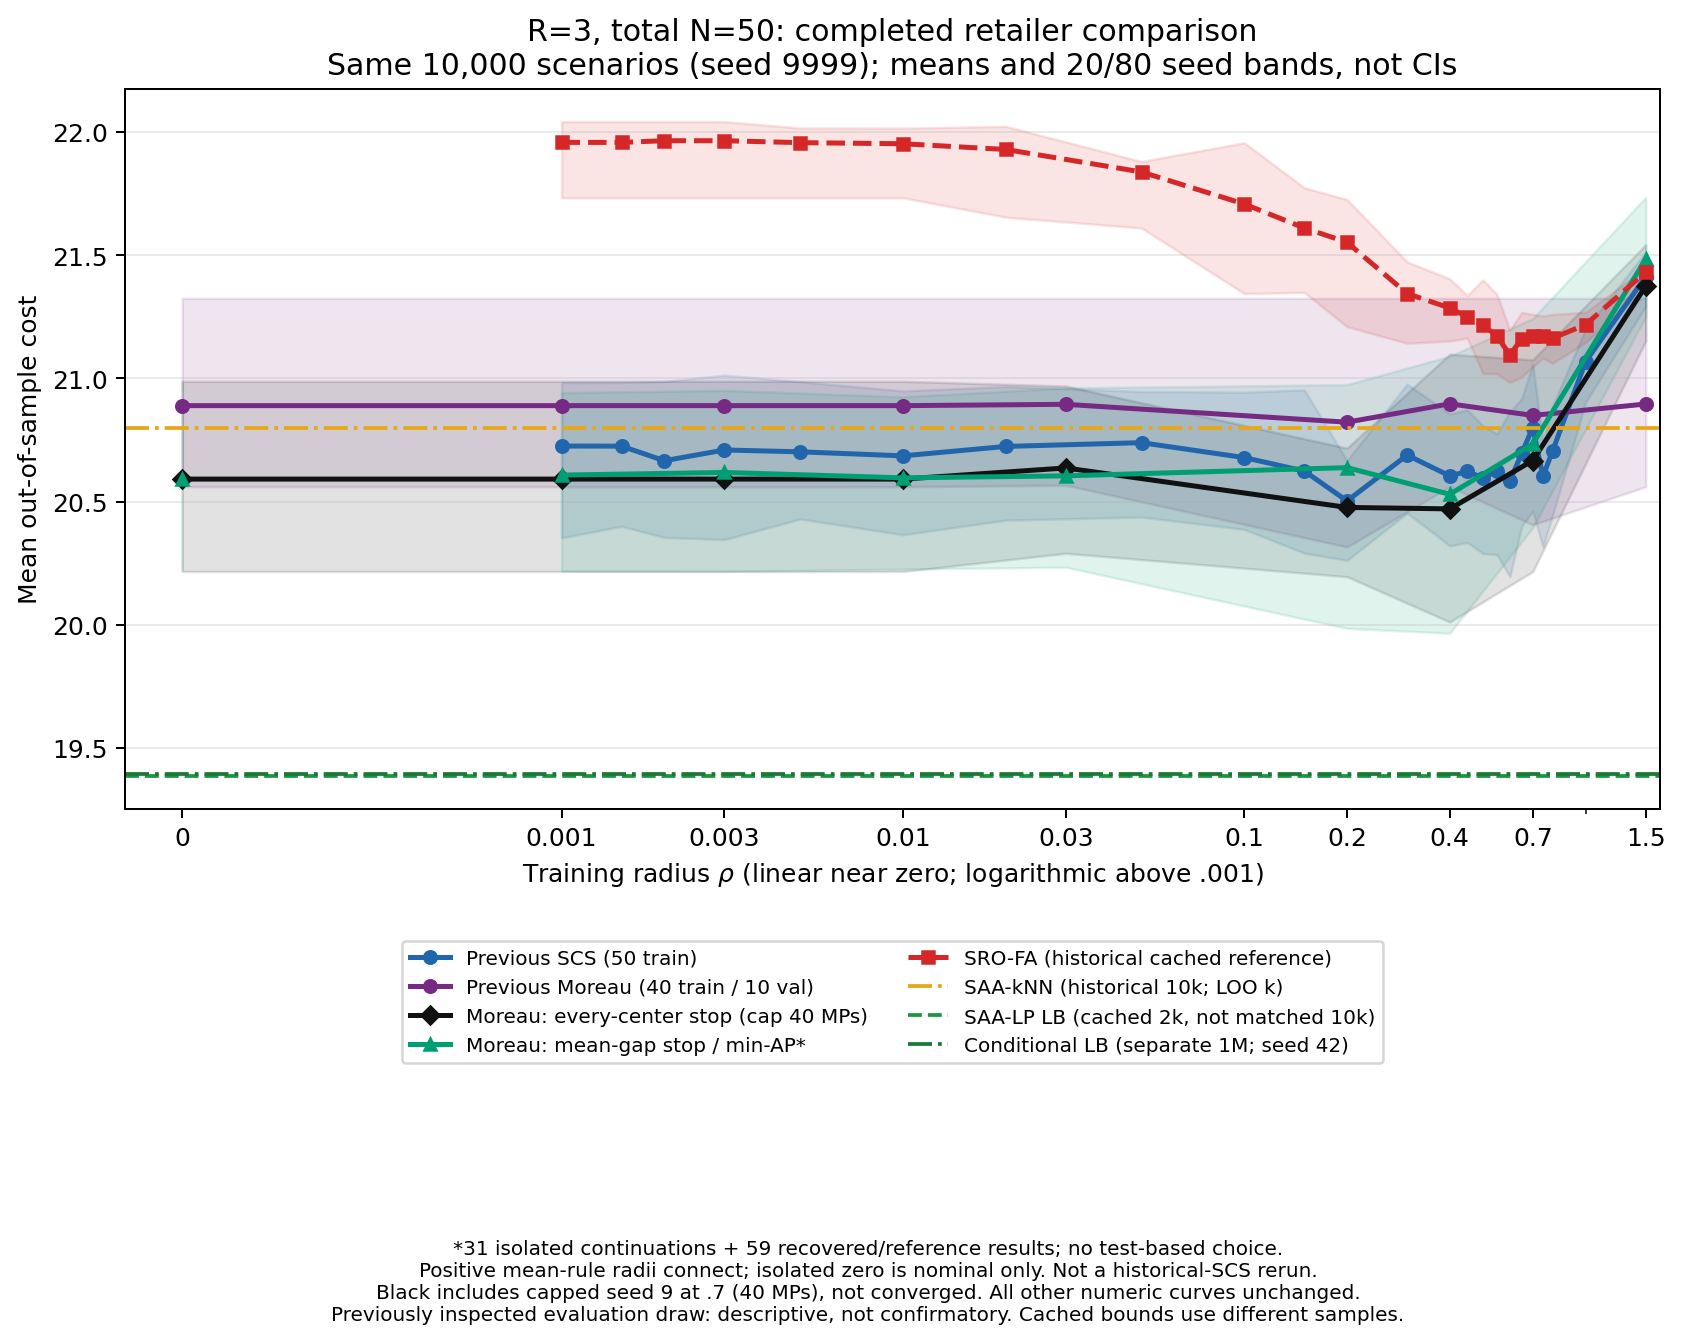 R=3, total N=50: completed retailer comparison
Same 10,000 scenarios (seed 9999); means and 20/80 seed bands, not CIs
Mean out-of-sample cost
22.0
21.5
21.0
20.5
20.0
19.5
0
0.001
0.003
0.01
0.03
0.1
0.2
0.4
0.7
1.5
Training radius ρ (linear near zero; logarithmic above .001)
Previous SCS (50 train)
Previous Moreau (40 train / 10 val)
Moreau: every-center stop (cap 40 MPs)
Moreau: mean-gap stop / min-AP*
SRO-FA (historical cached reference)
SAA-kNN (historical 10k; LOO k)
SAA-LP LB (cached 2k, not matched 10k)
Conditional LB (separate 1M; seed 42)
*31 isolated continuations + 59 recovered/reference results; no test-based choice.
Positive mean-rule radii connect; isolated zero is nominal only. Not a historical-SCS rerun.
Black includes capped seed 9 at .7 (40 MPs), not converged. All other numeric curves unchanged.
Previously inspected evaluation draw: descriptive, not confirmatory. Cached bounds use different samples.